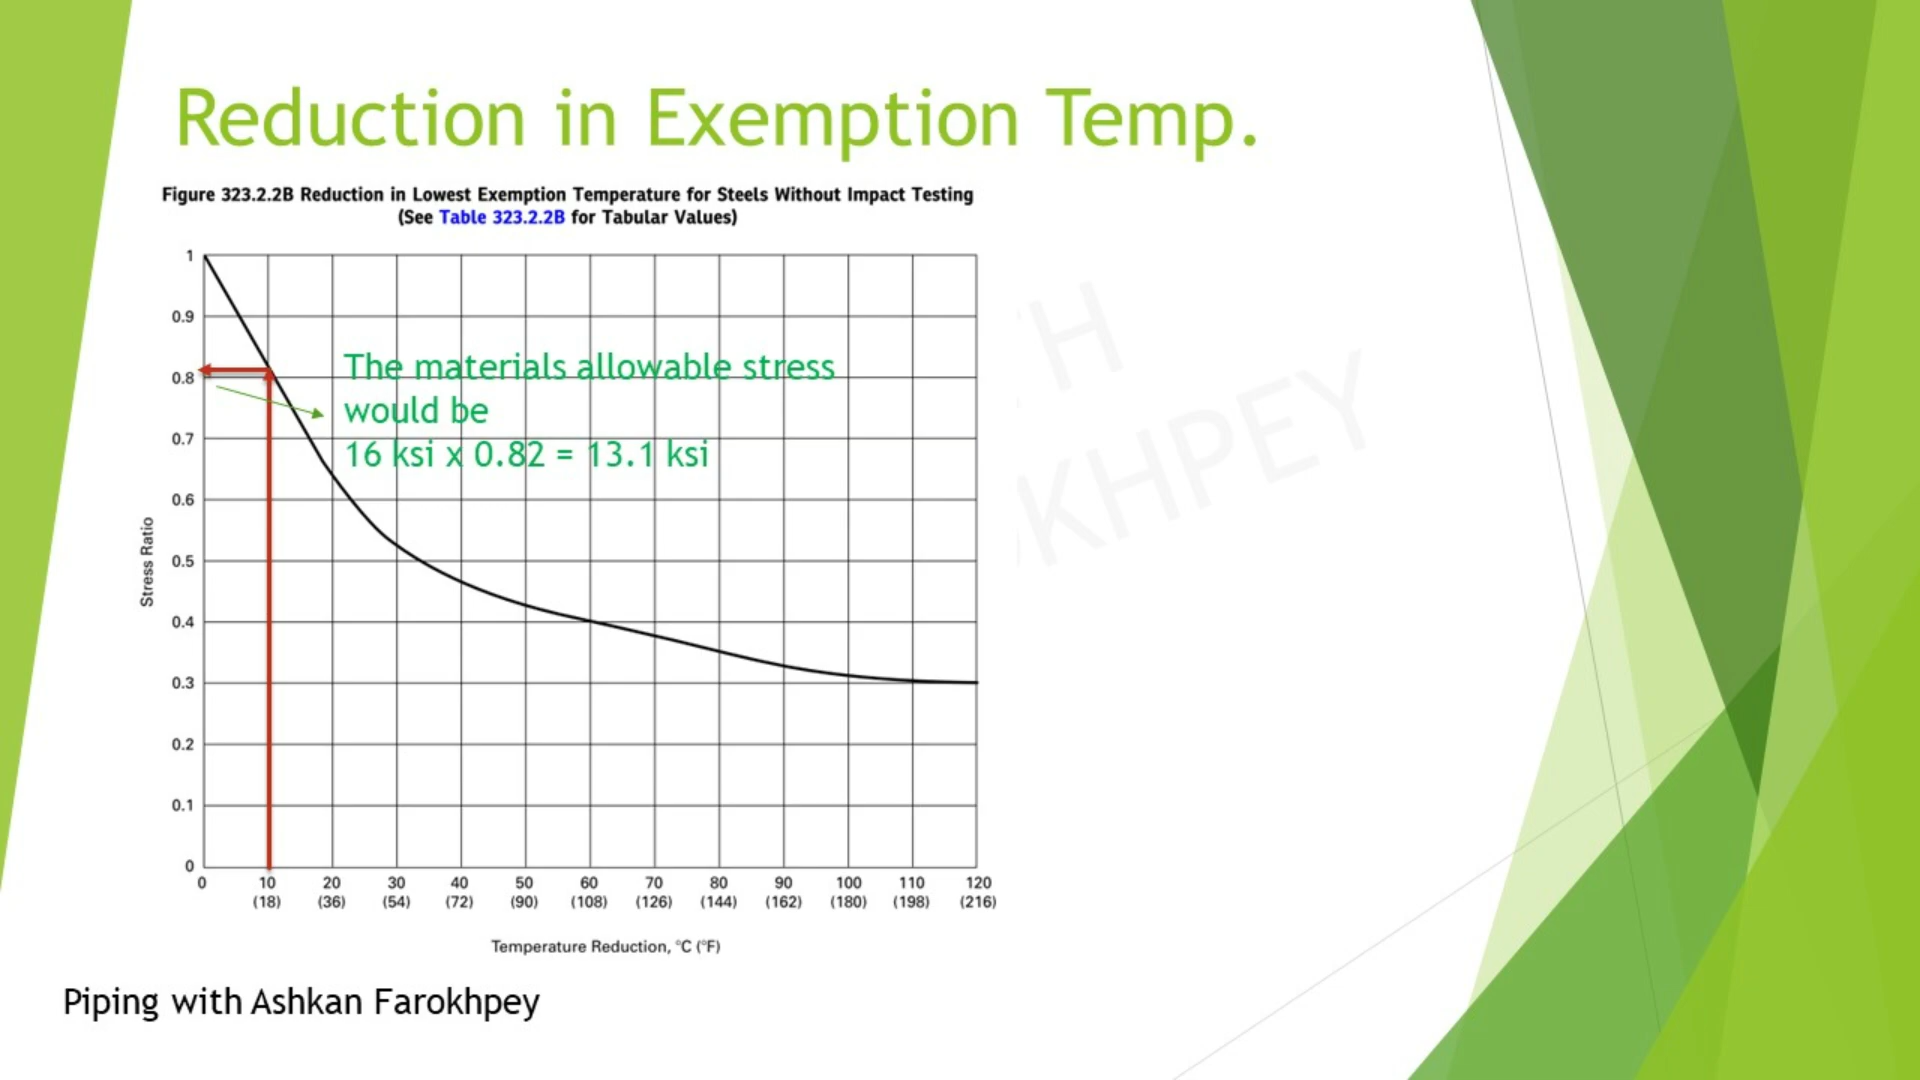 Reduction in Exemption Temp.
Figure 323.2.2B Reduction in Lowest Exemption Temperature for Steels Without Impact Testing
(See Table 323.2.2B for Tabular Values)
1
0.9
0.8
0.7
0.6
0.5
0.4
0.3
0.2
0.1
0
Stress Ratio
The materials allowable stress
would be
16 ksi x 0.82 = 13.1 ksi
0 10 20 30 40 50 60 70 80 90 100 110 120
(18) (36) (54) (72) (90) (108) (126) (144) (162) (180) (198) (216)
Temperature Reduction, °C (°F)
Piping with Ashkan Farokhpey